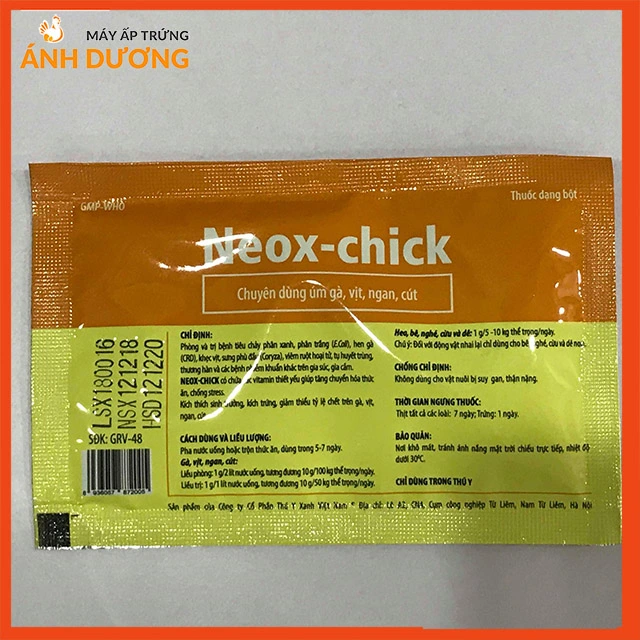 MÁY ẤP TRỨNG
ÁNH DƯƠNG
GMP-WHO
Thuốc dạng bột
Neox-chick
Chuyên dùng úm gà, vịt, ngan, cút
LSX180016
NSX121218
HSD121220
SĐK: GRV-48
8 936067 872005
CHỈ ĐỊNH:
Phòng và trị bệnh tiêu chảy phân xanh, phân trắng (E.Coli), hen gà
(CRD), khẹc vịt, sưng phù đầu (Coryza), viêm ruột hoại tử, tụ huyết trùng,
thương hàn và các bệnh nhiễm khuẩn khác trên gia súc, gia cầm.
NEOX-CHICK có chứa các vitamin thiết yếu giúp tăng chuyển hóa thức
ăn, chống stress.
Kích thích sinh trưởng, kích trứng, giảm thiểu tỷ lệ chết trên gà, vịt,
ngan, cút.
CÁCH DÙNG VÀ LIỀU LƯỢNG:
Pha nước uống hoặc trộn thức ăn, dùng trong 5-7 ngày.
Gà, vịt, ngan, cút:
Liều phòng: 1 g/2 lít nước uống, tương đương 10 g/100 kg thể trọng/ngày.
Liều trị: 1 g/1 lít nước uống, tương đương 10 g/50 kg thể trọng/ngày.
Heo, bê, nghé, cừu và dê: 1 g/5 -10 kg thể trọng/ngày.
Chú ý: Đối với động vật nhai lại chỉ dùng cho bê, nghé, cừu và dê non.
CHỐNG CHỈ ĐỊNH:
Không dùng cho vật nuôi bị suy gan, thận nặng.
THỜI GIAN NGƯNG THUỐC:
Thịt tất cả các loài: 7 ngày; Trứng: 1 ngày.
BẢO QUẢN:
Nơi khô mát, tránh ánh nắng mặt trời chiếu trực tiếp, nhiệt độ
dưới 30°C.
CHỈ DÙNG TRONG THÚ Y
Sản phẩm của Công ty Cổ Phần Thú Y Xanh Việt Nam Địa chỉ: Lô A2, CN4, Cụm công nghiệp Từ Liêm, Nam Từ Liêm, Hà Nội